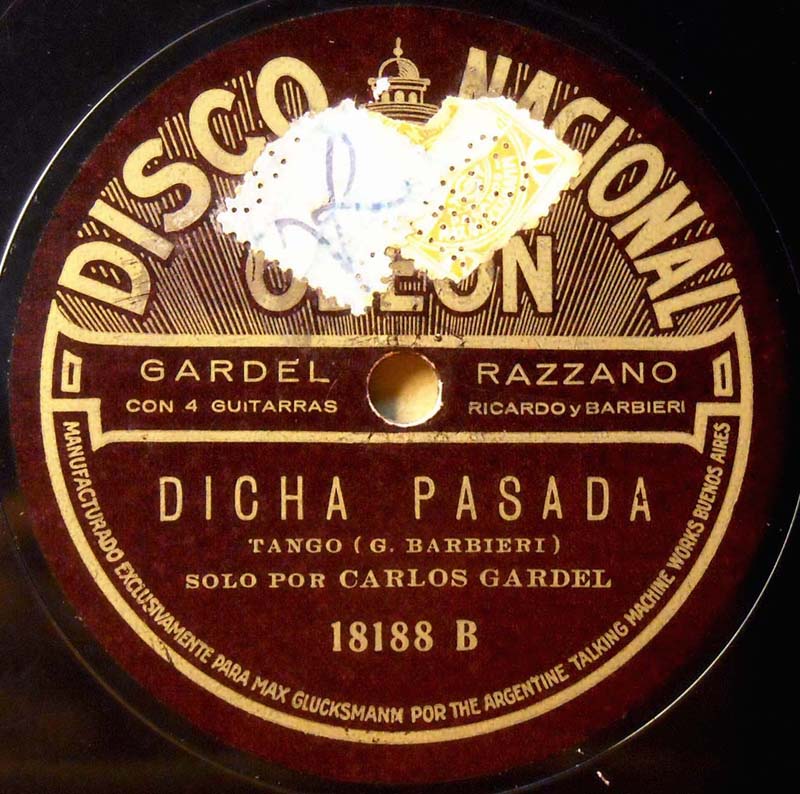 DISCO NACIONAL
ODEON
GARDEL RAZZANO
CON 4 GUITARRAS RICARDO y BARBIERI
DICHA PASADA
TANGO (G. BARBIERI)
SOLO POR CARLOS GARDEL
18188 B
MANUFACTURADO EXCLUSIVAMENTE PARA MAX GLUCKSMANN POR THE ARGENTINE TALKING MACHINE WORKS BUENOS AIRES